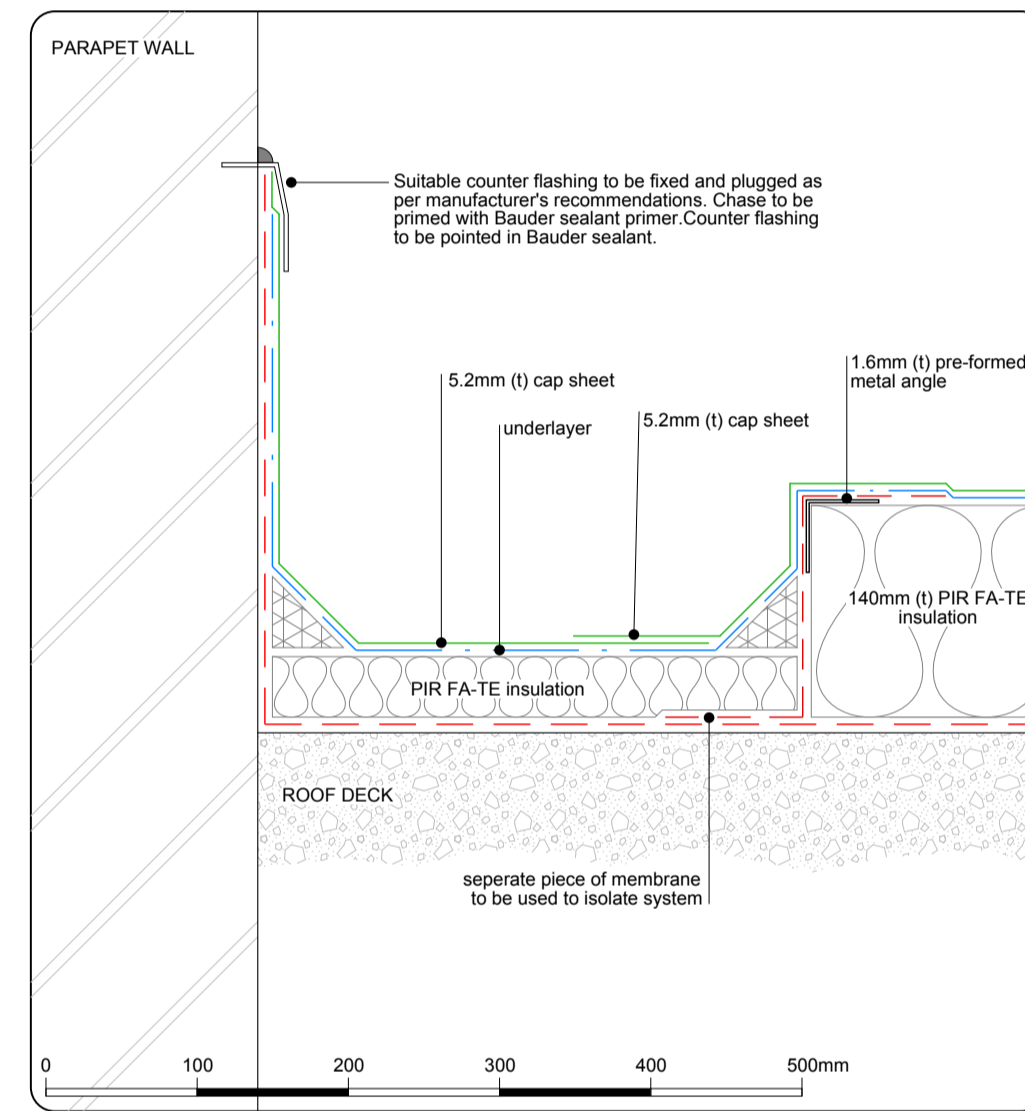 PARAPET WALL
Suitable counter flashing to be fixed and plugged as
per manufacturer's recommendations. Chase to be
primed with Bauder sealant primer.Counter flashing
to be pointed in Bauder sealant.
1.6mm (t) pre-formed
metal angle
5.2mm (t) cap sheet
underlayer
5.2mm (t) cap sheet
140mm (t) PIR FA-TE
insulation
PIR FA-TE insulation
ROOF DECK
seperate piece of membrane
to be used to isolate system
0 100 200 300 400 500mm